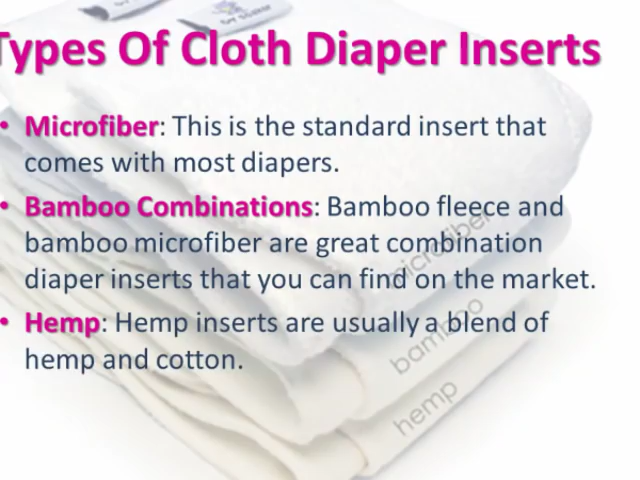 Types Of Cloth Diaper Inserts
• Microfiber: This is the standard insert that
comes with most diapers.
• Bamboo Combinations: Bamboo fleece and
bamboo microfiber are great combination
diaper inserts that you can find on the market.
• Hemp: Hemp inserts are usually a blend of
hemp and cotton.
microfiber
bamboo
hemp